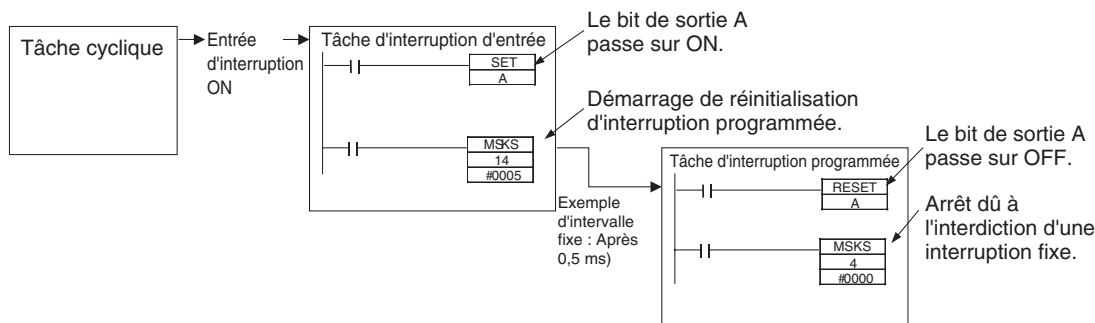 Tâche cyclique
Entrée
d'interruption
ON
Tâche d'interruption d'entrée
SET
A
Le bit de sortie A
passe sur ON.
MSKS
14
#0005
Démarrage de réinitialisation
d'interruption programmée.
Exemple
d'intervalle
fixe : Après
0,5 ms)
Tâche d'interruption programmée
RESET
A
Le bit de sortie A
passe sur OFF.
MSKS
4
#0000
Arrêt dû à
l'interdiction d'une
interruption fixe.